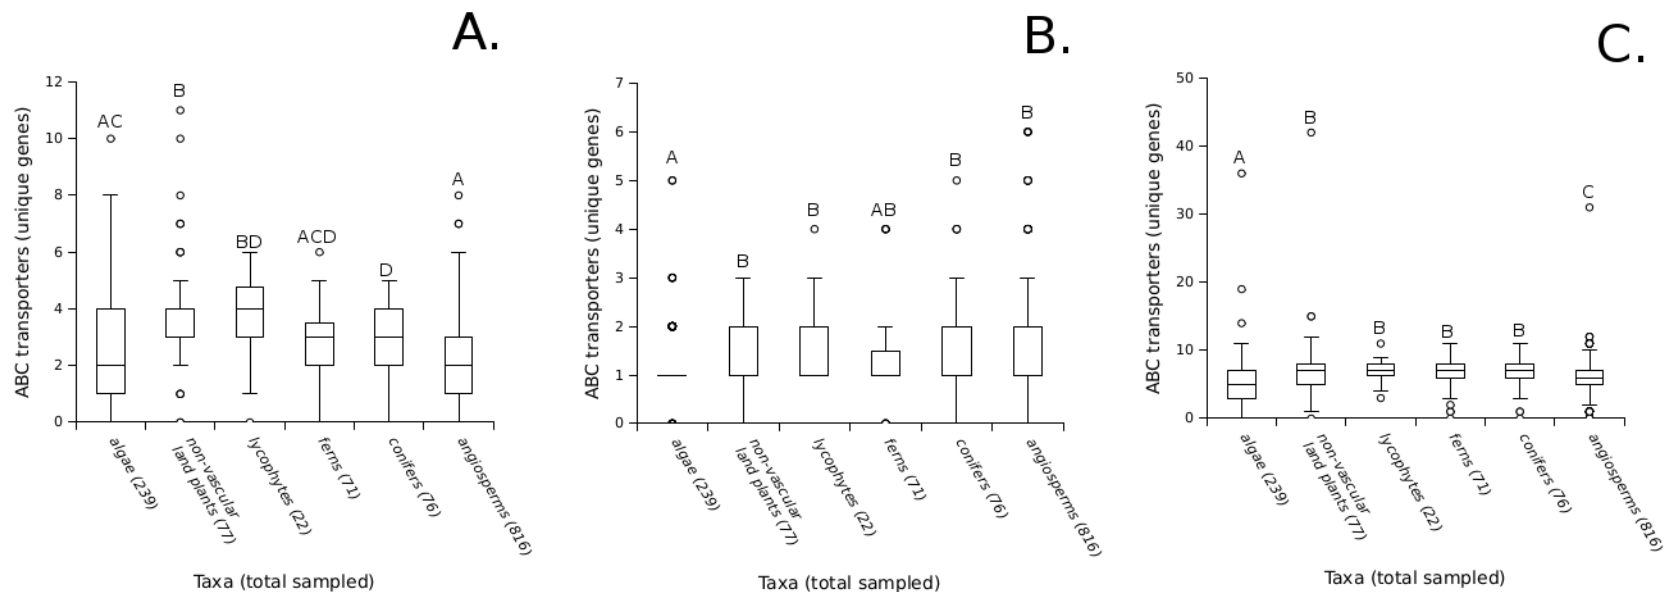 A.
ABC transporters (unique genes)
12
10
8
6
4
2
0
AC
B
BD
ACD
D
A
algae (239)
non-vascular
land plants (77)
lycophytes (22)
ferns (71)
conifers (76)
angiosperms (816)
Taxa (total sampled)
B.
ABC transporters (unique genes)
7
6
5
4
3
2
1
0
A
B
B
AB
B
B
algae (239)
non-vascular
land plants (77)
lycophytes (22)
ferns (71)
conifers (76)
angiosperms (816)
Taxa (total sampled)
C.
ABC transporters (unique genes)
50
40
30
20
10
0
A
B
B
B
B
C
algae (239)
non-vascular
land plants (77)
lycophytes (22)
ferns (71)
conifers (76)
angiosperms (816)
Taxa (total sampled)